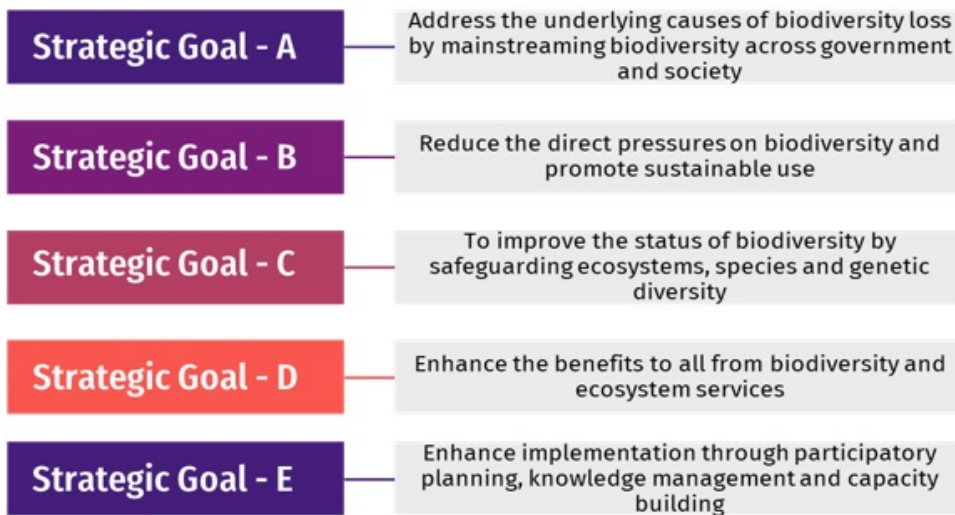 Strategic Goal - A
Address the underlying causes of biodiversity loss
by mainstreaming biodiversity across government
and society
Strategic Goal - B
Reduce the direct pressures on biodiversity and
promote sustainable use
Strategic Goal - C
To improve the status of biodiversity by
safeguarding ecosystems, species and genetic
diversity
Strategic Goal - D
Enhance the benefits to all from biodiversity and
ecosystem services
Strategic Goal - E
Enhance implementation through participatory
planning, knowledge management and capacity
building